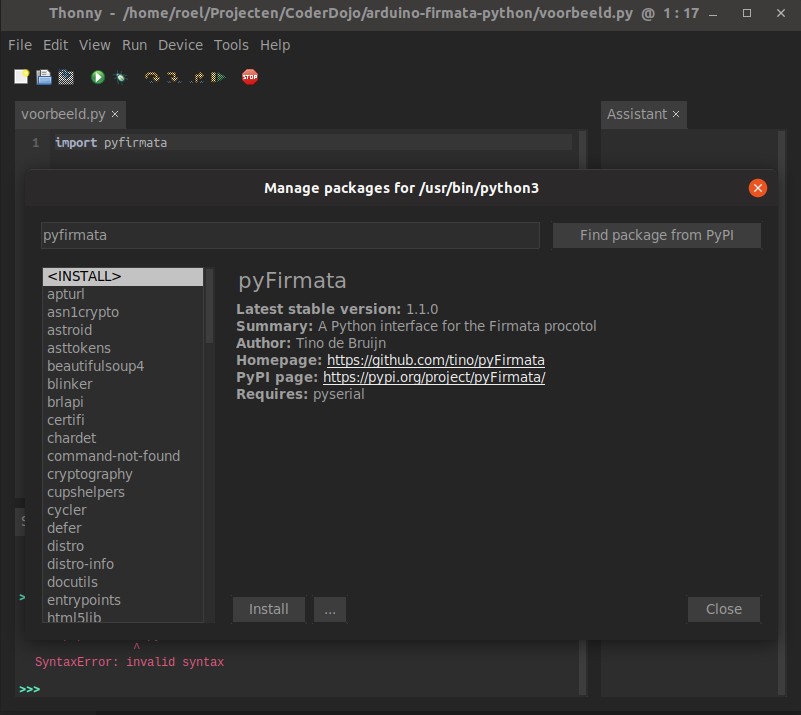 Thonny - /home/roel/Projecten/CoderDojo/arduino-firmata-python/voorbeeld.py @ 1:17
File Edit View Run Device Tools Help
STOP
voorbeeld.py ×
Assistant ×
1 import pyfirmata
Manage packages for /usr/bin/python3
pyfirmata
Find package from PyPI
<INSTALL>
apturl
asn1crypto
astroid
asttokens
beautifulsoup4
blinker
brlapi
certifi
chardet
command-not-found
cryptography
cupshelpers
cycler
defer
distro
distro-info
docutils
entrypoints
html5lib
pyFirmata
Latest stable version: 1.1.0
Summary: A Python interface for the Firmata procotol
Author: Tino de Bruijn
Homepage: https://github.com/tino/pyFirmata
PyPI page: https://pypi.org/project/pyFirmata/
Requires: pyserial
Install
...
Close
^
SyntaxError: invalid syntax
>>>